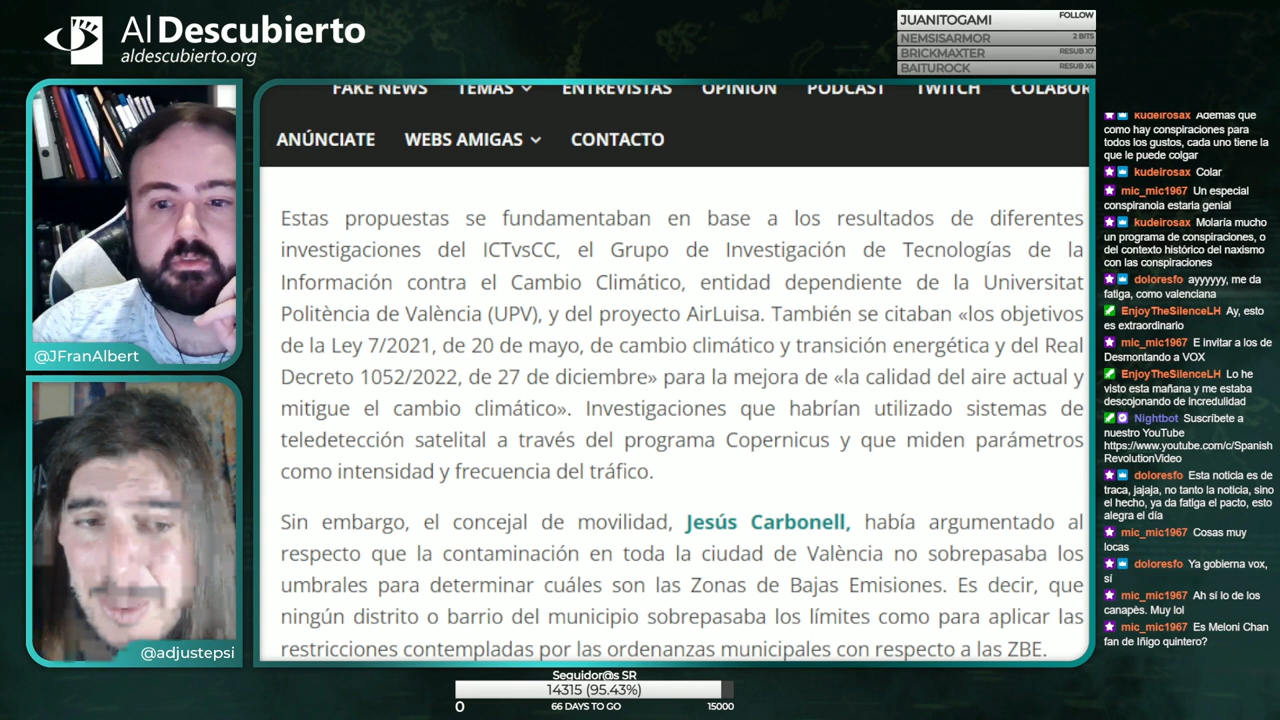 Al Descubierto
aldescubierto.org
JUANITOGAMI FOLLOW
NEMSISARMOR 2 BITS
BRICKMAXTER RESUB X7
BAITUROCK RESUB X4
FAKE NEWS TEMAS ENTREVISTAS OPINIÓN PODCAST TWITCH COLABOR
ANÚNCIATE WEBS AMIGAS CONTACTO
Estas propuestas se fundamentaban en base a los resultados de diferentes
investigaciones del ICTvsCC, el Grupo de Investigación de Tecnologías de la
Información contra el Cambio Climático, entidad dependiente de la Universitat
Politència de València (UPV), y del proyecto AirLuisa. También se citaban «los objetivos
de la Ley 7/2021, de 20 de mayo, de cambio climático y transición energética y del Real
Decreto 1052/2022, de 27 de diciembre» para la mejora de «la calidad del aire actual y
mitigue el cambio climático». Investigaciones que habrían utilizado sistemas de
teledetección satelital a través del programa Copernicus y que miden parámetros
como intensidad y frecuencia del tráfico.
Sin embargo, el concejal de movilidad, Jesús Carbonell, había argumentado al
respecto que la contaminación en toda la ciudad de València no sobrepasaba los
umbrales para determinar cuáles son las Zonas de Bajas Emisiones. Es decir, que
ningún distrito o barrio del municipio sobrepasaba los límites como para aplicar las
restricciones contempladas por las ordenanzas municipales con respecto a las ZBE.
@JFranAlbert
@adjustepsi
kudeirosax Además que
como hay conspiraciones para
todos los gustos, cada uno tiene la
que le puede colgar
kudeirosax Colar
mic_mic1967 Un especial
conspiranoia estaria genial
kudeirosax Molaría mucho
un programa de conspiraciones, o
del contexto histórico del naxismo
con las conspiraciones
doloresfo ayyyyyy, me da
fatiga, como valenciana
EnjoyTheSilenceLH Ay, esto
es extraordinario
mic_mic1967 E invitar a los de
Desmontando a VOX
EnjoyTheSilenceLH Lo he
visto esta mañana y me estaba
descojonando de incredulidad
Nightbot Suscríbete a
nuestro YouTube
https://www.youtube.com/c/Spanish
RevolutionVideo
doloresfo Esta noticia es de
traca, jajaja, no tanto la noticia, sino
el hecho, ya da fatiga el pacto, esto
alegra el día
mic_mic1967 Cosas muy
locas
doloresfo Ya gobierna vox,
sí
mic_mic1967 Ah sí lo de los
canapès. Muy lol
mic_mic1967 Es Meloni Chan
fan de Iñigo quintero?
Seguidor@s SR
14315 (95.43%)
0 66 DAYS TO GO 15000